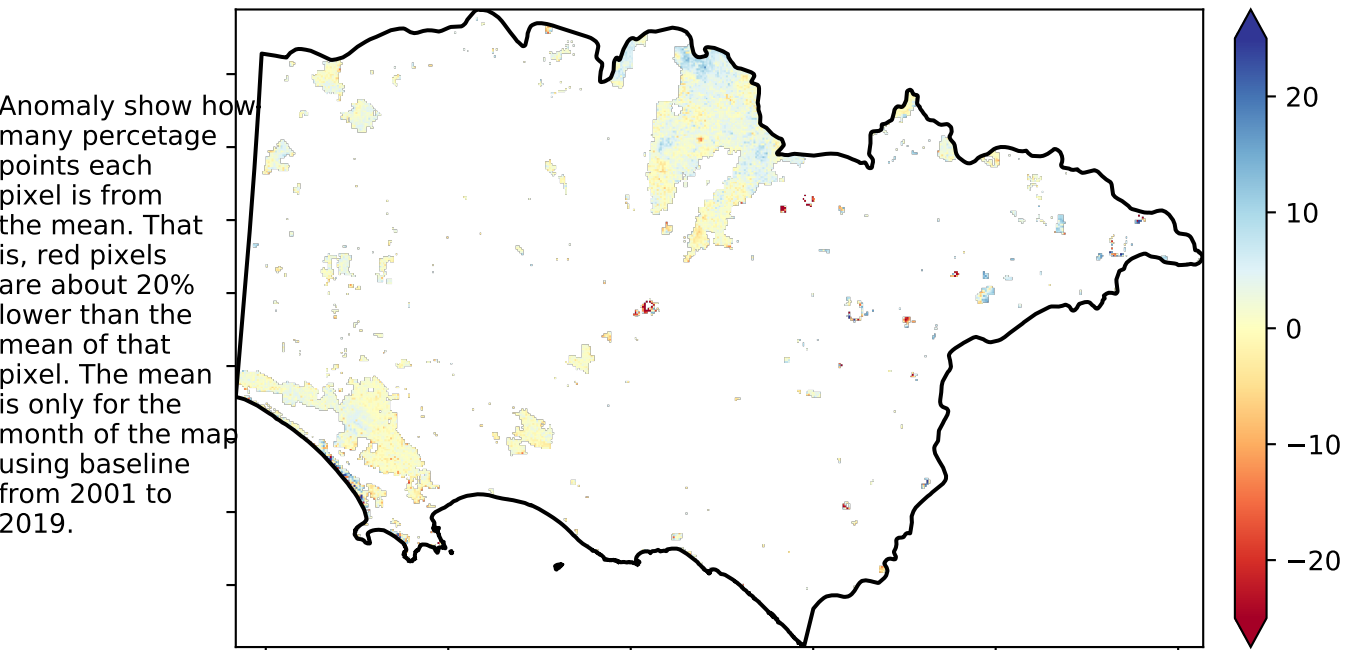 Anomaly show how
many percetage
points each
pixel is from
the mean. That
is, red pixels
are about 20%
lower than the
mean of that
pixel. The mean
is only for the
month of the map
using baseline
from 2001 to
2019.
20
10
0
−10
−20